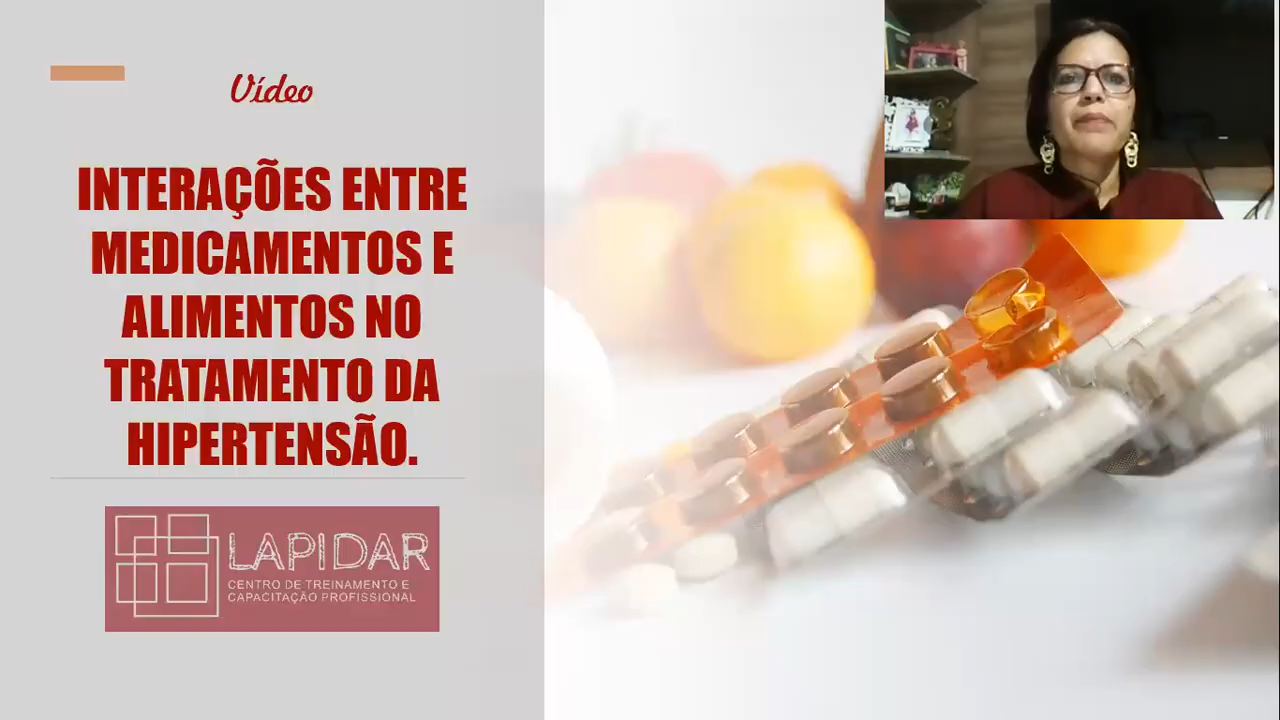 Vídeo
INTERAÇÕES ENTRE
MEDICAMENTOS E
ALIMENTOS NO
TRATAMENTO DA
HIPERTENSÃO.
LAPIDAR
CENTRO DE TREINAMENTO E
CAPACITAÇÃO PROFISSIONAL